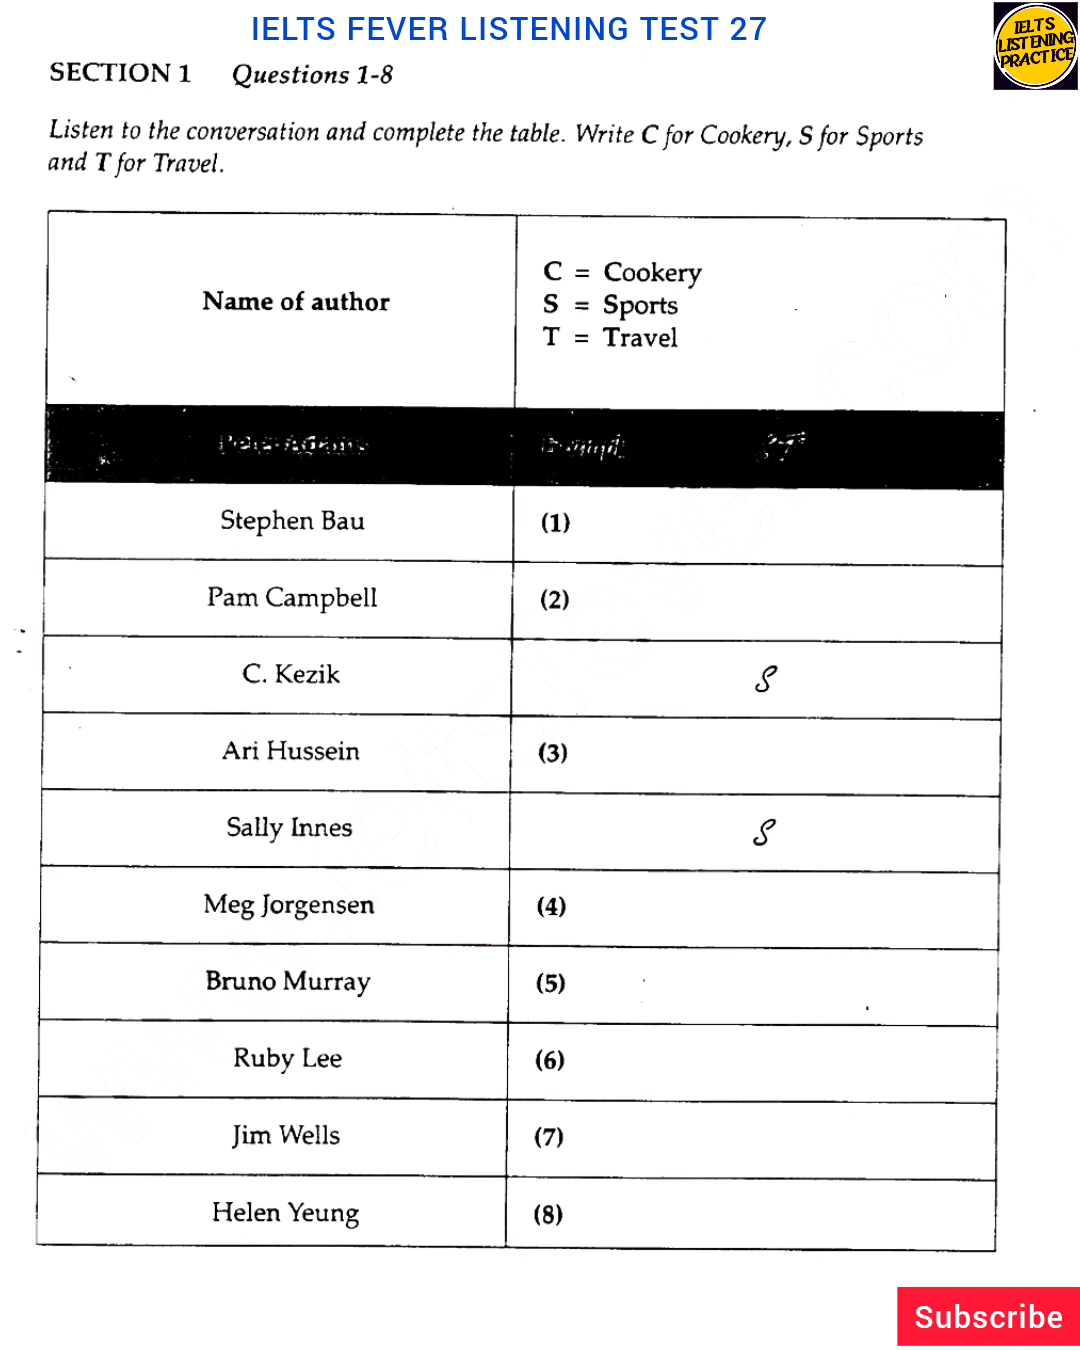 IELTS FEVER LISTENING TEST 27
IELTS
LISTENING
PRACTICE
SECTION 1 Questions 1-8
Listen to the conversation and complete the table. Write C for Cookery, S for Sports
and T for Travel.
Name of author
C = Cookery
S = Sports
T = Travel
Stephen Bau (1)
Pam Campbell (2)
C. Kezik S
Ari Hussein (3)
Sally Innes S
Meg Jorgensen (4)
Bruno Murray (5)
Ruby Lee (6)
Jim Wells (7)
Helen Yeung (8)
Subscribe